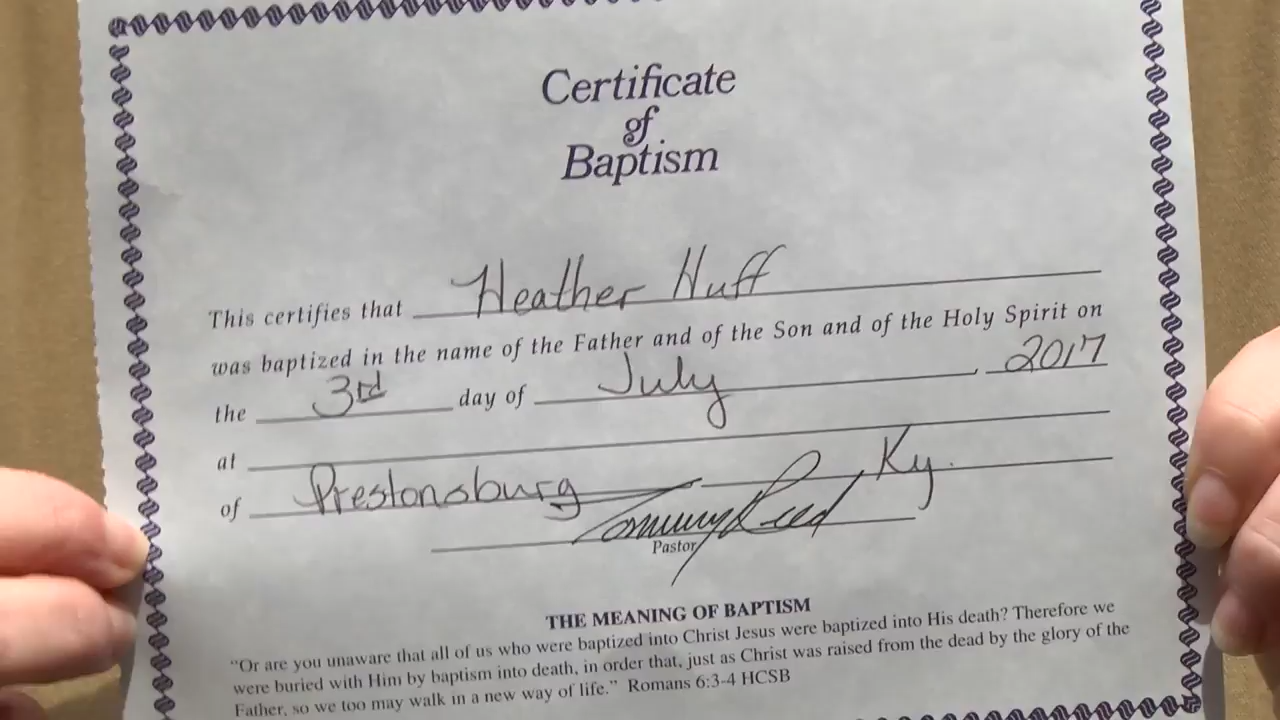 Certificate
of
Baptism
This certifies that Heather Huff
was baptized in the name of the Father and of the Son and of the Holy Spirit on
the 3rd day of July, 2017
at
of Prestonsburg, Ky.
Tommy Reed
Pastor
THE MEANING OF BAPTISM
"Or are you unaware that all of us who were baptized into Christ Jesus were baptized into His death? Therefore we
were buried with Him by baptism into death, in order that, just as Christ was raised from the dead by the glory of the
Father, so we too may walk in a new way of life." Romans 6:3-4 HCSB